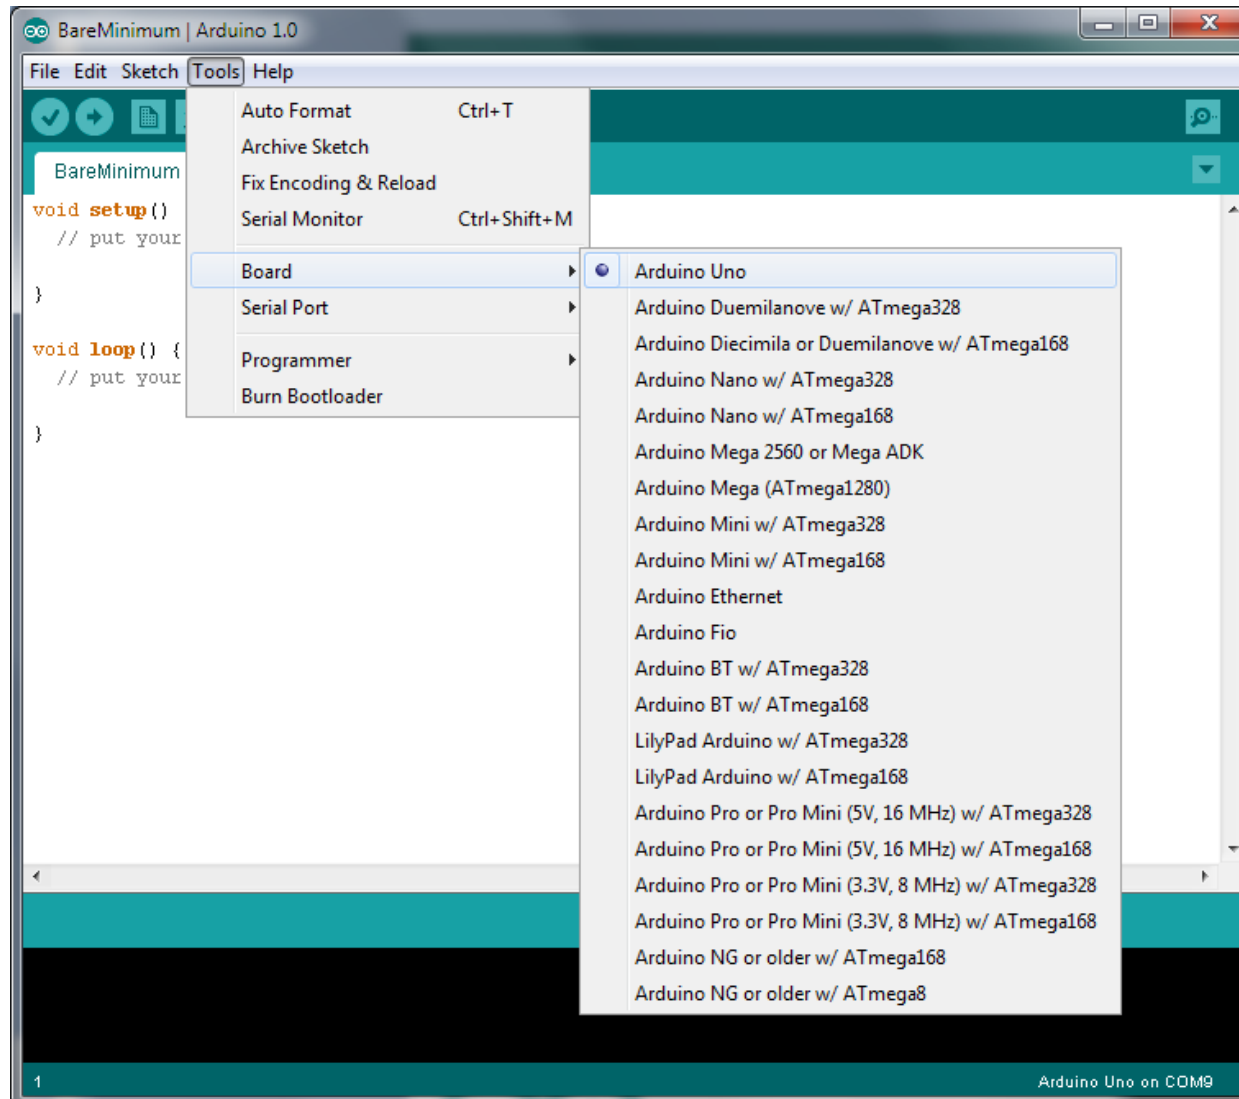 BareMinimum | Arduino 1.0
File Edit Sketch Tools Help
BareMinimum
Auto Format Ctrl+T
Archive Sketch
Fix Encoding & Reload
Serial Monitor Ctrl+Shift+M
Board
Serial Port
Programmer
Burn Bootloader
void setup()
// put your
}
void loop() {
// put your
}
Arduino Uno
Arduino Duemilanove w/ ATmega328
Arduino Diecimila or Duemilanove w/ ATmega168
Arduino Nano w/ ATmega328
Arduino Nano w/ ATmega168
Arduino Mega 2560 or Mega ADK
Arduino Mega (ATmega1280)
Arduino Mini w/ ATmega328
Arduino Mini w/ ATmega168
Arduino Ethernet
Arduino Fio
Arduino BT w/ ATmega328
Arduino BT w/ ATmega168
LilyPad Arduino w/ ATmega328
LilyPad Arduino w/ ATmega168
Arduino Pro or Pro Mini (5V, 16 MHz) w/ ATmega328
Arduino Pro or Pro Mini (5V, 16 MHz) w/ ATmega168
Arduino Pro or Pro Mini (3.3V, 8 MHz) w/ ATmega328
Arduino Pro or Pro Mini (3.3V, 8 MHz) w/ ATmega168
Arduino NG or older w/ ATmega168
Arduino NG or older w/ ATmega8
1 Arduino Uno on COM9